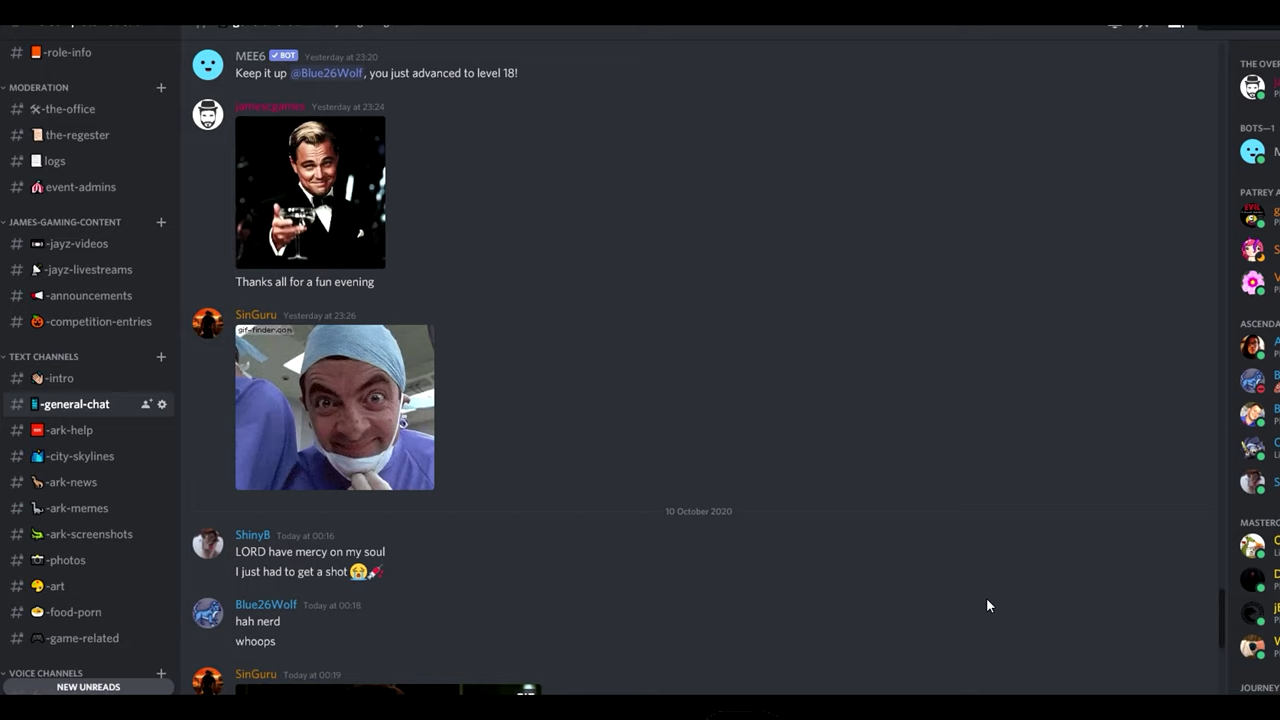 -role-info
MODERATION
-the-office
the-regester
logs
event-admins
JAMES-GAMING-CONTENT
-jayz-videos
-jayz-livestreams
-announcements
-competition-entries
TEXT CHANNELS
-intro
-general-chat
-ark-help
-city-skylines
-ark-news
-ark-memes
-ark-screenshots
-photos
-art
-food-porn
-game-related
VOICE CHANNELS
NEW UNREADS
MEE6 BOT Yesterday at 23:20
Keep it up @Blue26Wolf, you just advanced to level 18!
Yesterday at 23:24
Thanks all for a fun evening
SinGuru Yesterday at 23:26
gif-finder.com
10 October 2020
ShinyB Today at 00:16
LORD have mercy on my soul
I just had to get a shot
Blue26Wolf Today at 00:18
hah nerd
whoops
SinGuru Today at 00:19
THE OVER
BOTS—1
PATREY A
ASCENDA
MASTERC
JOURNEY